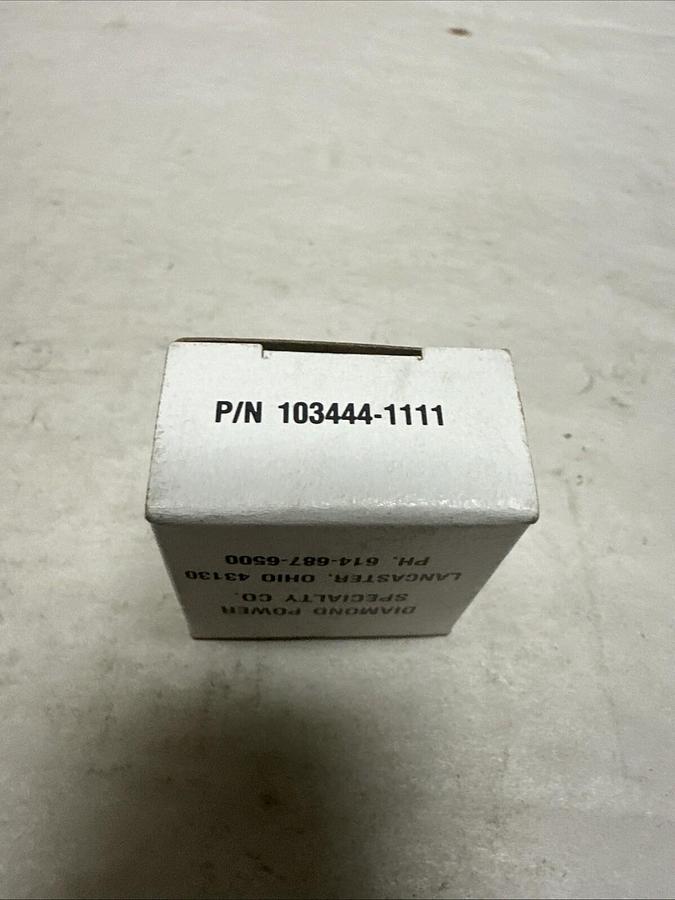 P/N 103444-1111
DIAMOND POWER
SPECIALTY CO.
LANCASTER, OHIO 43130
PH. 614-687-6500